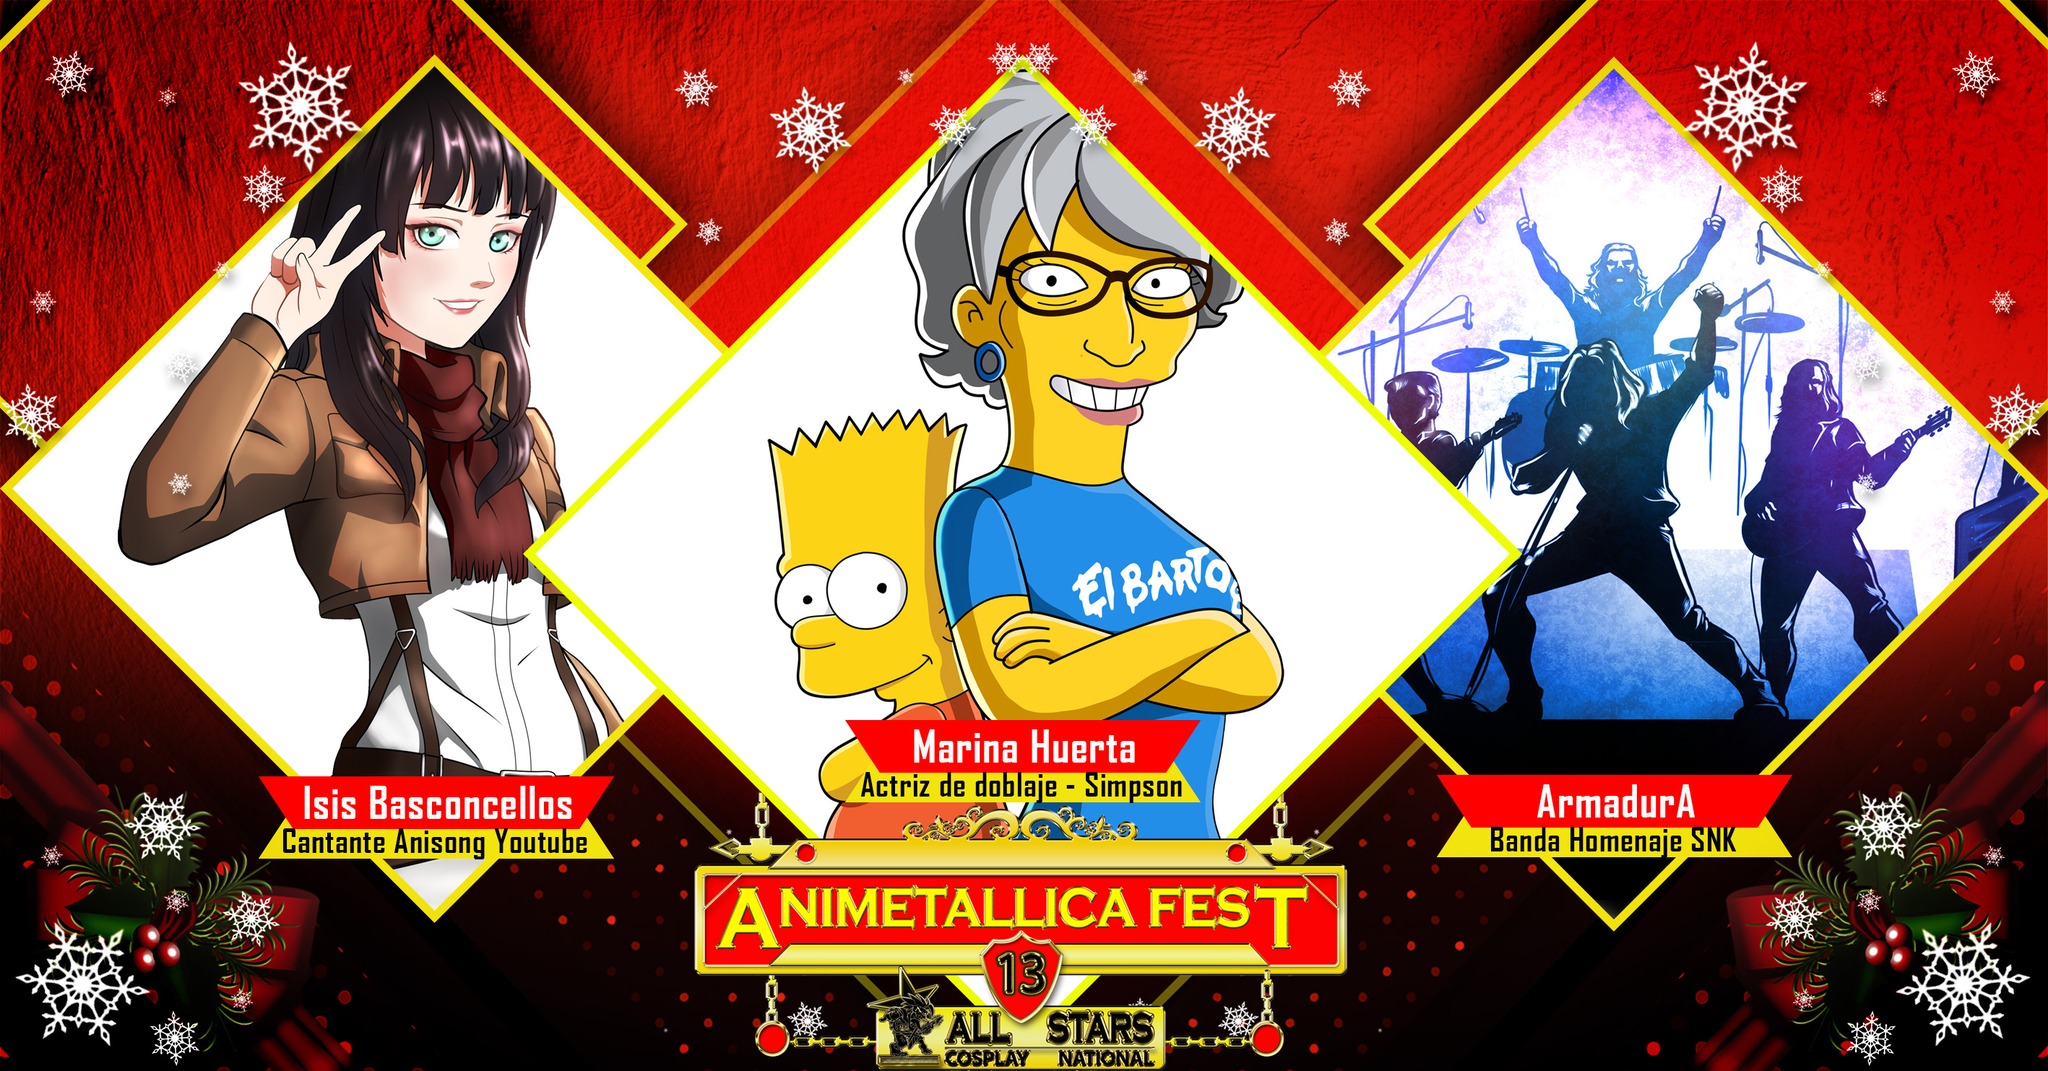 El BARTO
Marina Huerta
Actriz de doblaje - Simpson
Isis Basconcellos
Cantante Anisong Youtube
ArmadurA
Banda Homenaje SNK
ANIMETALLICA FEST
13
ALL STARS
COSPLAY NATIONAL